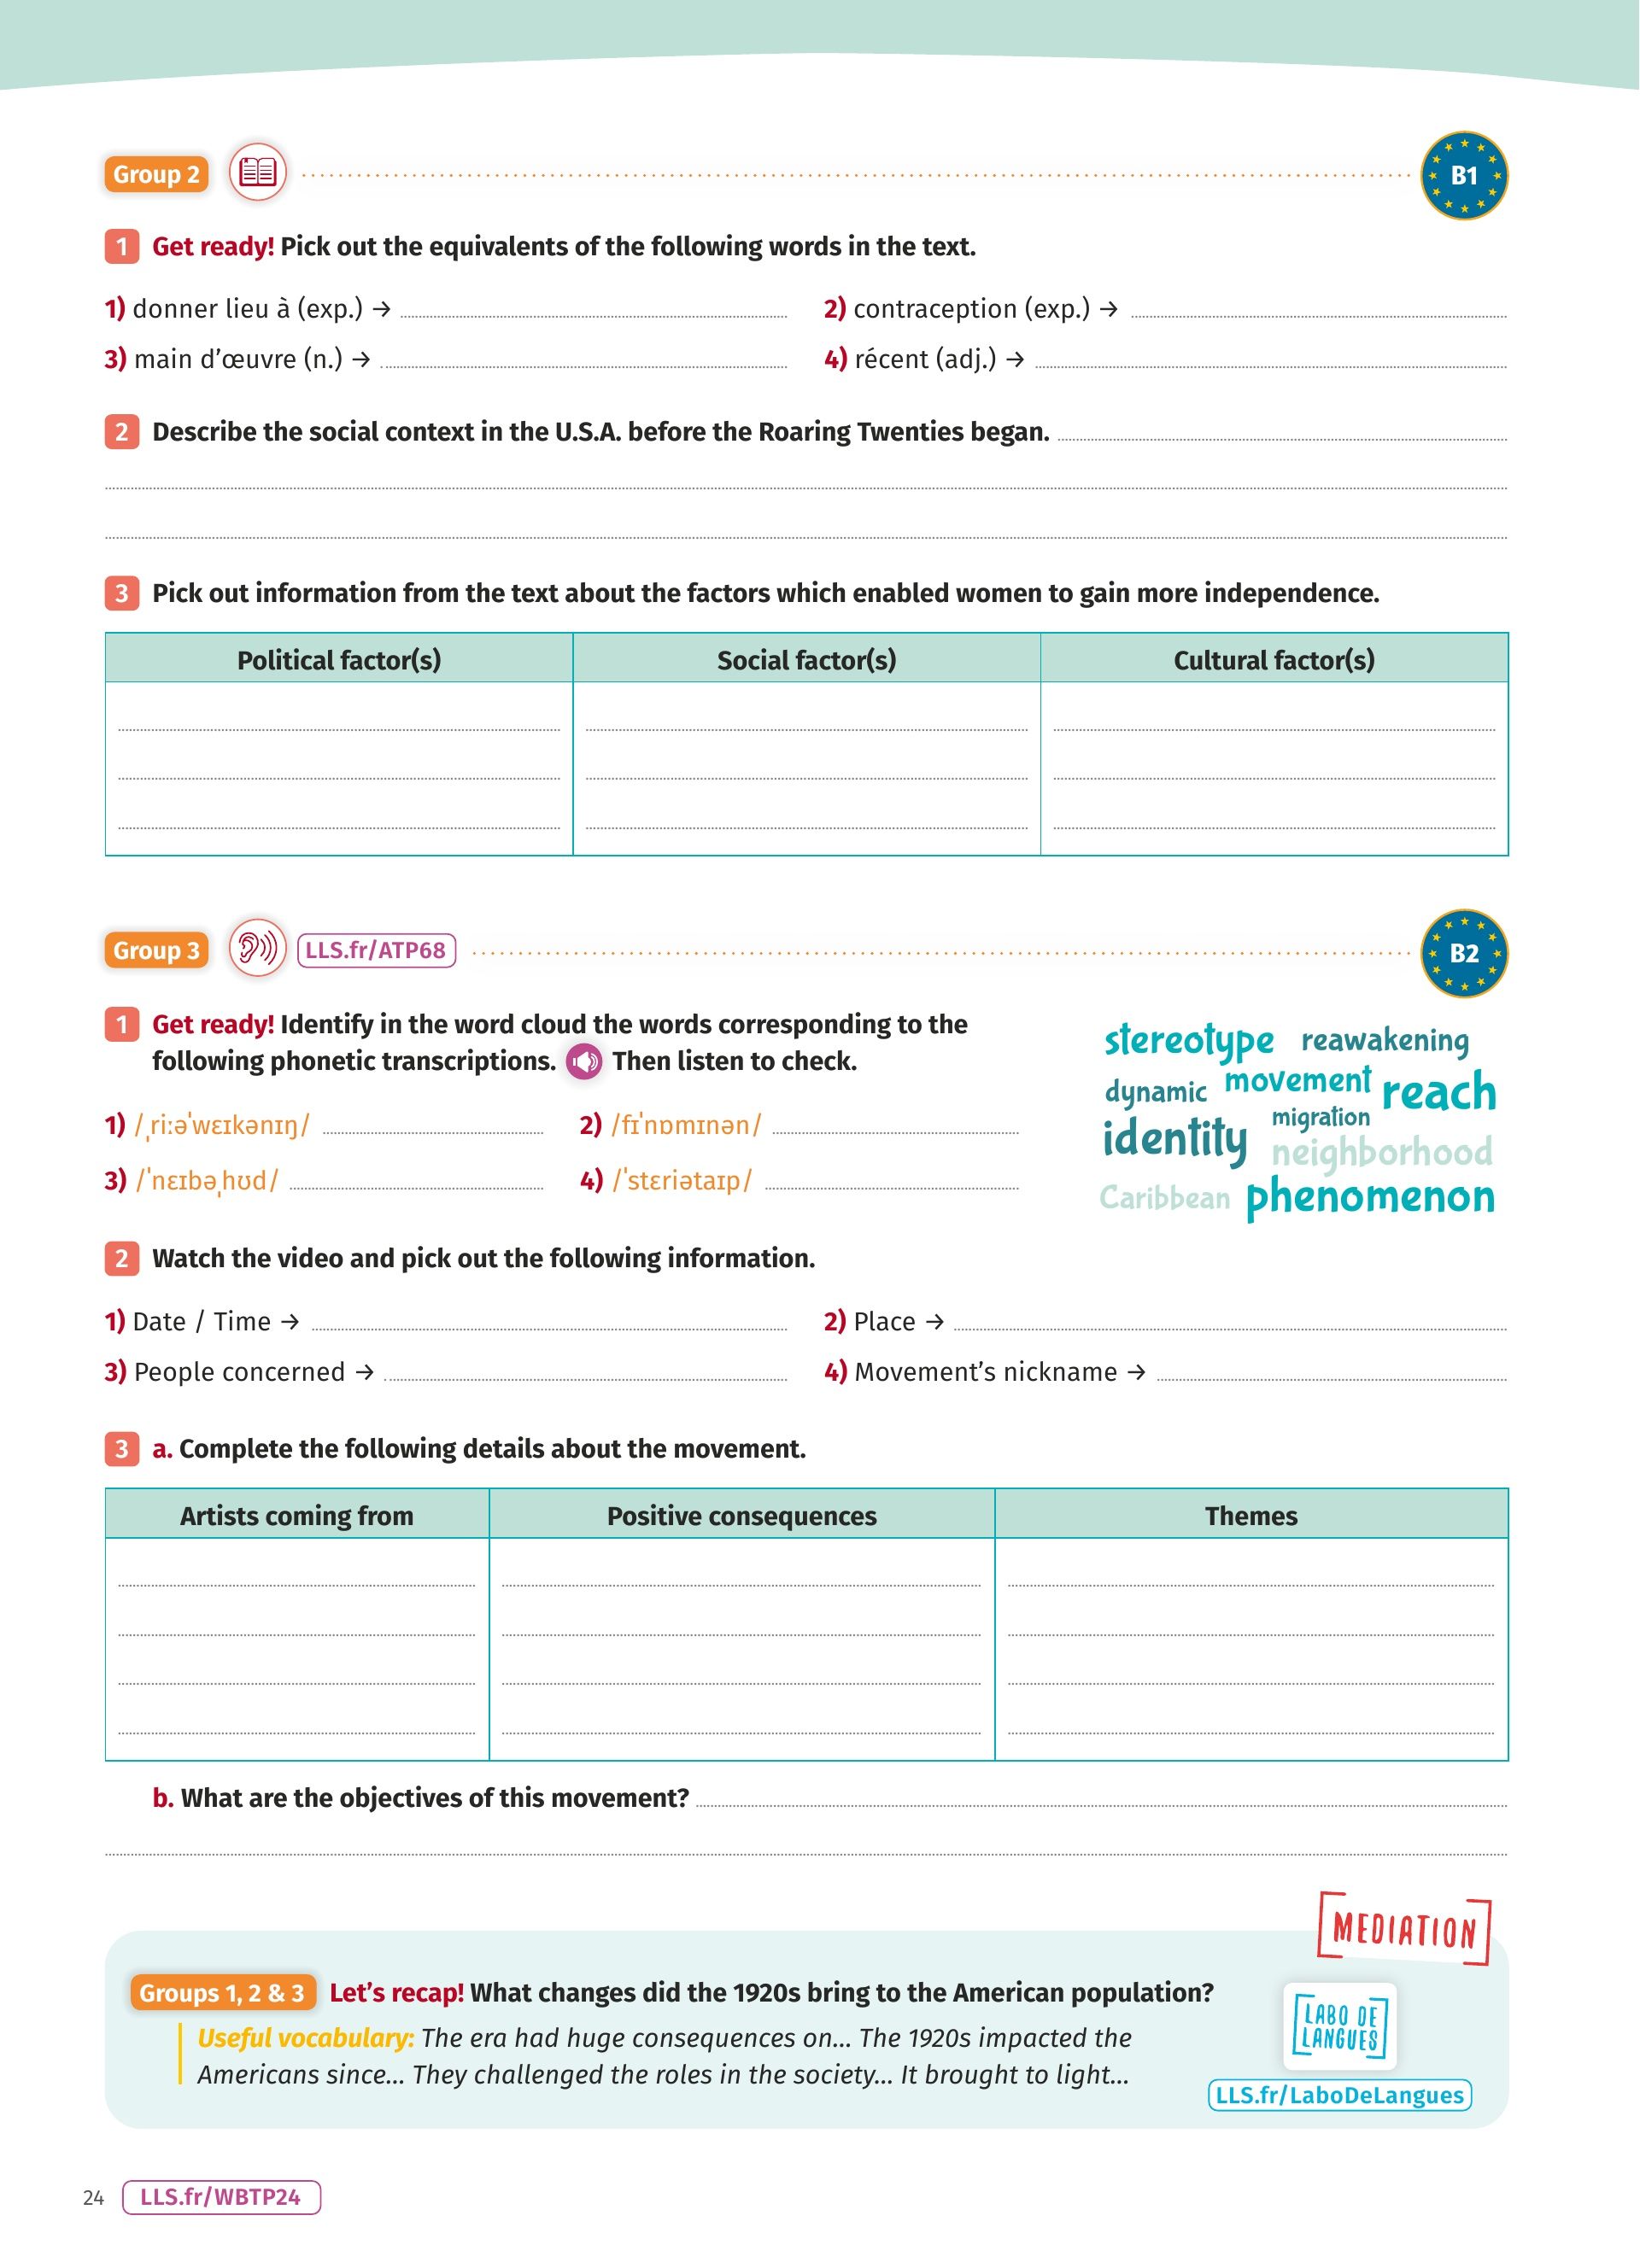 Group 2
B1
1 Get ready! Pick out the equivalents of the following words in the text.
1) donner lieu à (exp.) →
2) contraception (exp.) →
3) main d'œuvre (n.) →
4) récent (adj.) →
2 Describe the social context in the U.S.A. before the Roaring Twenties began.
3 Pick out information from the text about the factors which enabled women to gain more independence.
Political factor(s)
Social factor(s)
Cultural factor(s)
Group 3
LLS.fr/ATP68
B2
1 Get ready! Identify in the word cloud the words corresponding to the
following phonetic transcriptions. Then listen to check.
1) /ˌriːəˈwɛɪkənɪŋ/
2) /fɪˈnɒmɪnən/
3) /ˈnɛɪbəˌhʊd/
4) /ˈstɛriətaɪp/
stereotype reawakening
dynamic movement reach
identity migration
neighborhood
Caribbean phenomenon
2 Watch the video and pick out the following information.
1) Date / Time →
2) Place →
3) People concerned →
4) Movement's nickname →
3 a. Complete the following details about the movement.
Artists coming from
Positive consequences
Themes
b. What are the objectives of this movement?
MEDIATION
Groups 1, 2 & 3 Let's recap! What changes did the 1920s bring to the American population?
Useful vocabulary: The era had huge consequences on... The 1920s impacted the
Americans since... They challenged the roles in the society... It brought to light...
LABO DE
LANGUES
LLS.fr/LaboDeLangues
24
LLS.fr/WBTP24